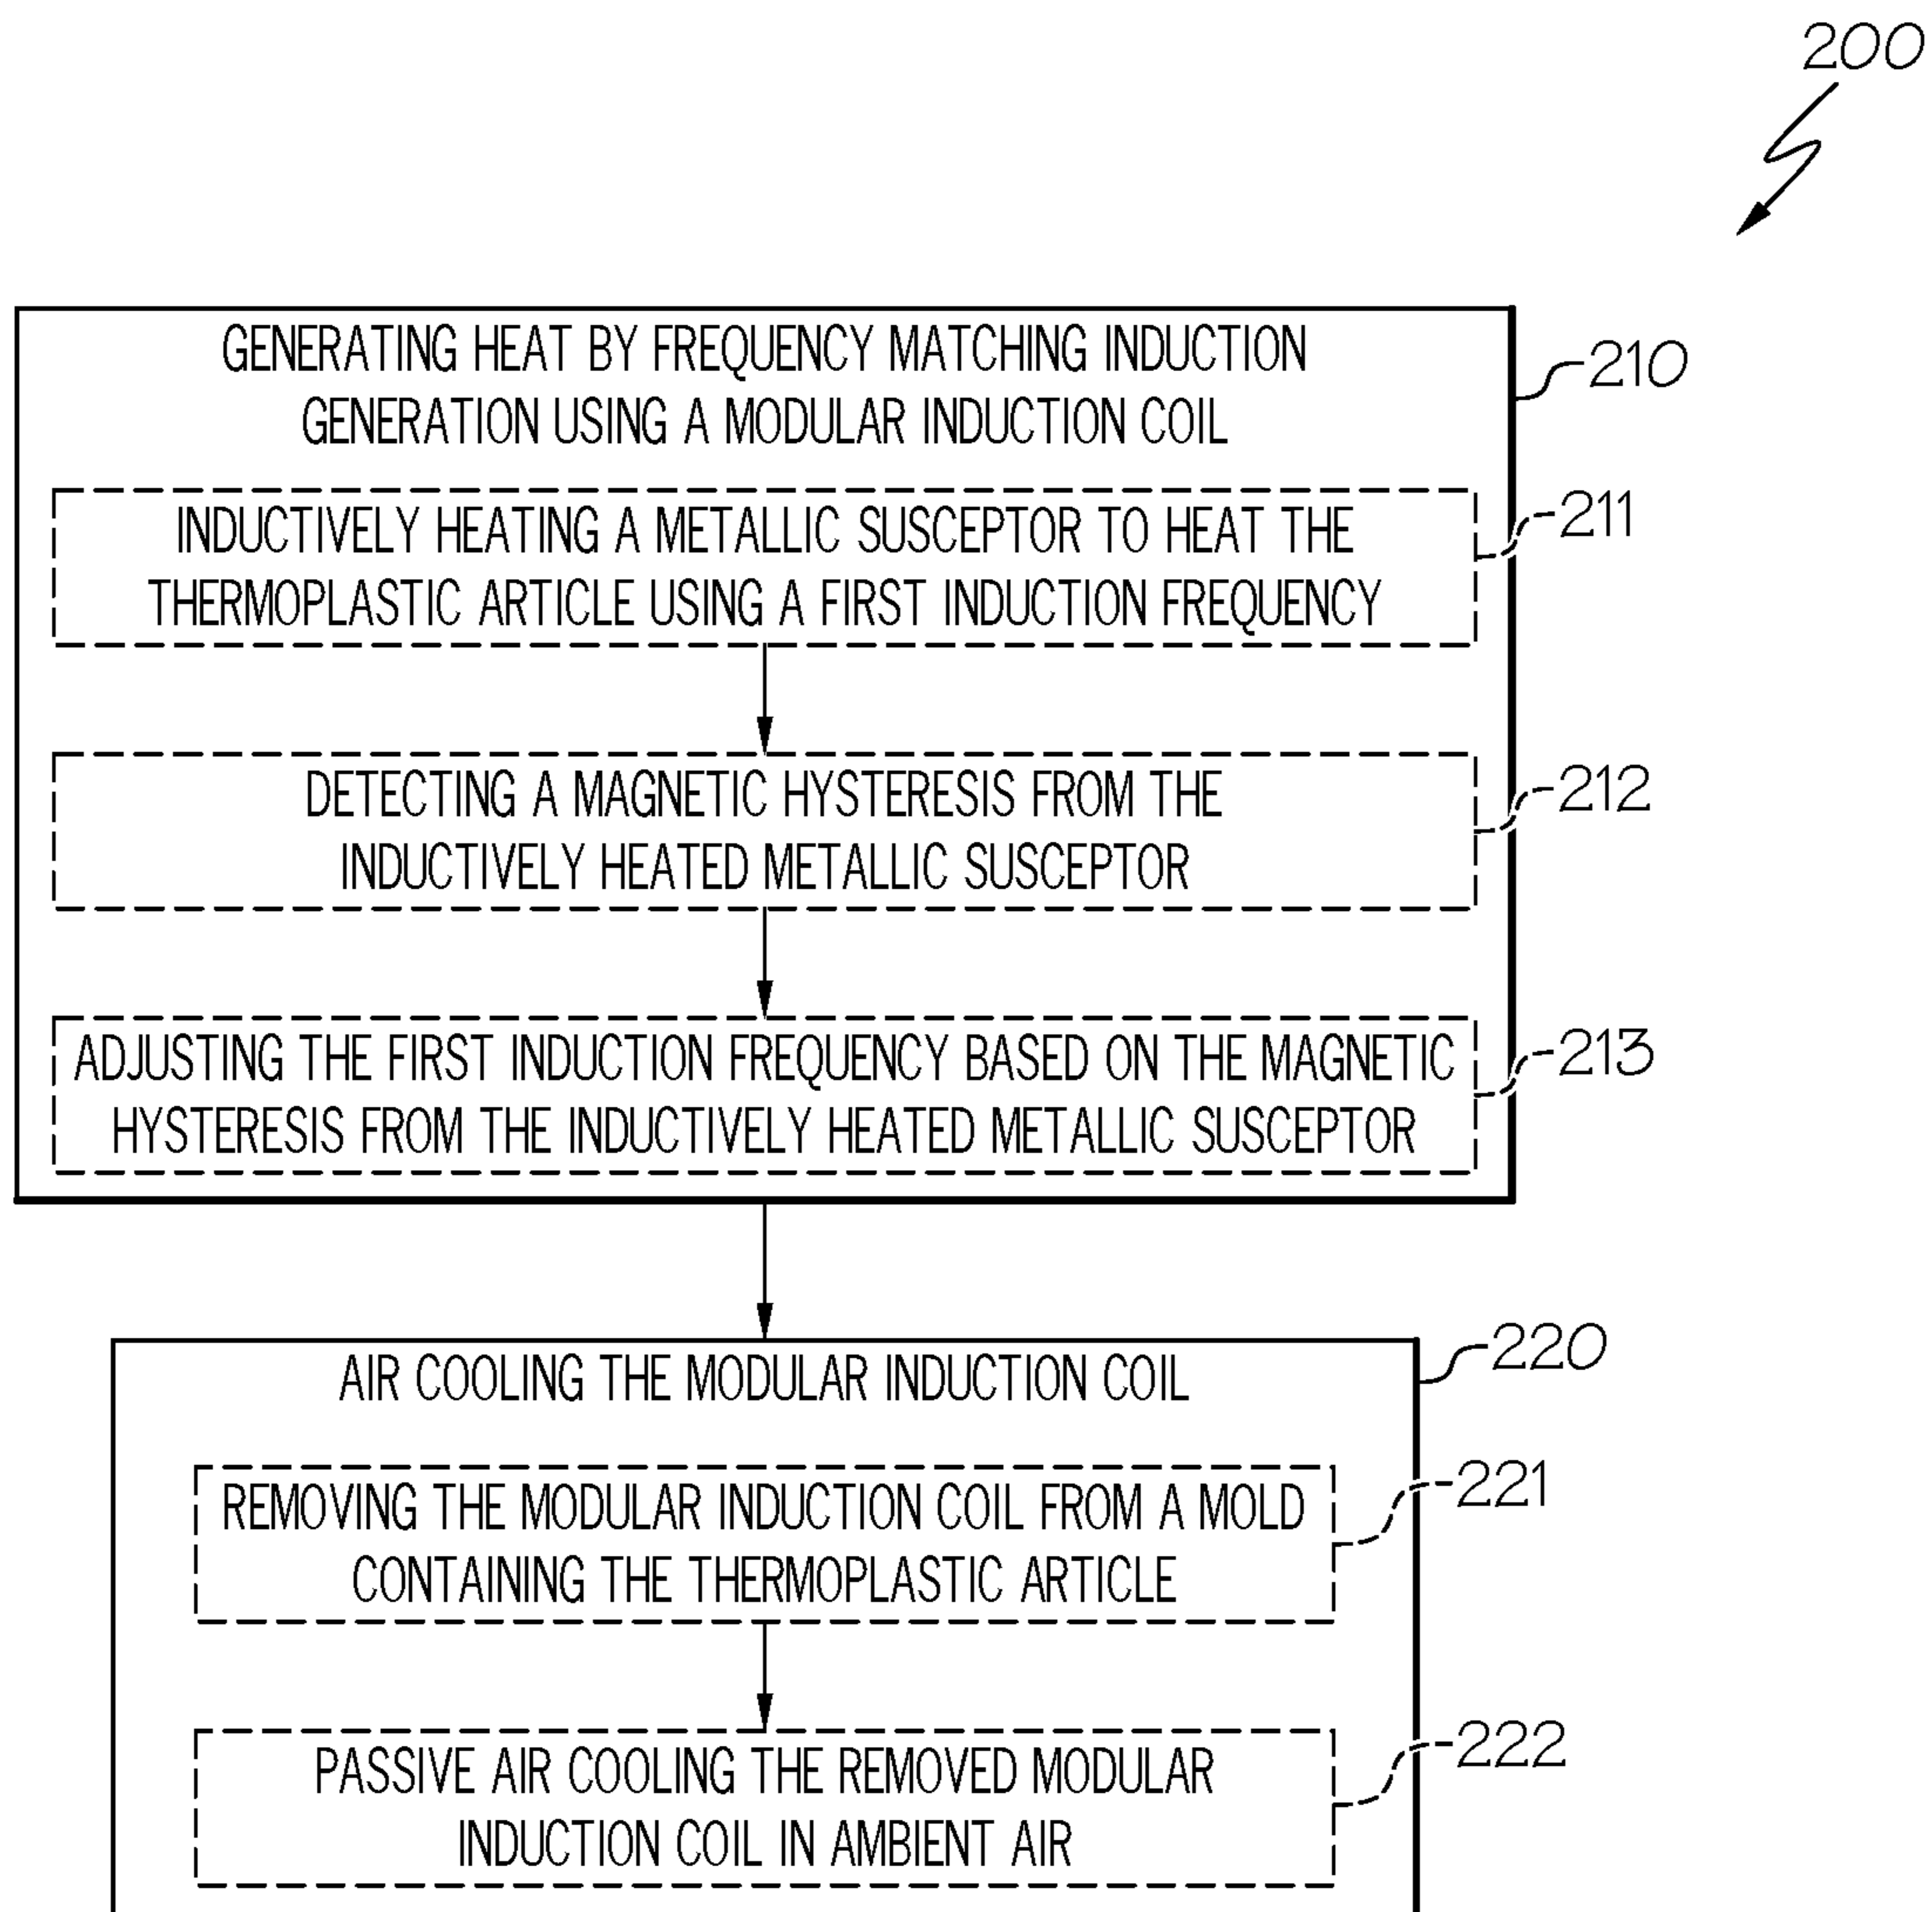 200
GENERATING HEAT BY FREQUENCY MATCHING INDUCTION
GENERATION USING A MODULAR INDUCTION COIL
210
INDUCTIVELY HEATING A METALLIC SUSCEPTOR TO HEAT THE
THERMOPLASTIC ARTICLE USING A FIRST INDUCTION FREQUENCY
211
DETECTING A MAGNETIC HYSTERESIS FROM THE
INDUCTIVELY HEATED METALLIC SUSCEPTOR
212
ADJUSTING THE FIRST INDUCTION FREQUENCY BASED ON THE MAGNETIC
HYSTERESIS FROM THE INDUCTIVELY HEATED METALLIC SUSCEPTOR
213
AIR COOLING THE MODULAR INDUCTION COIL
220
REMOVING THE MODULAR INDUCTION COIL FROM A MOLD
CONTAINING THE THERMOPLASTIC ARTICLE
221
PASSIVE AIR COOLING THE REMOVED MODULAR
INDUCTION COIL IN AMBIENT AIR
222